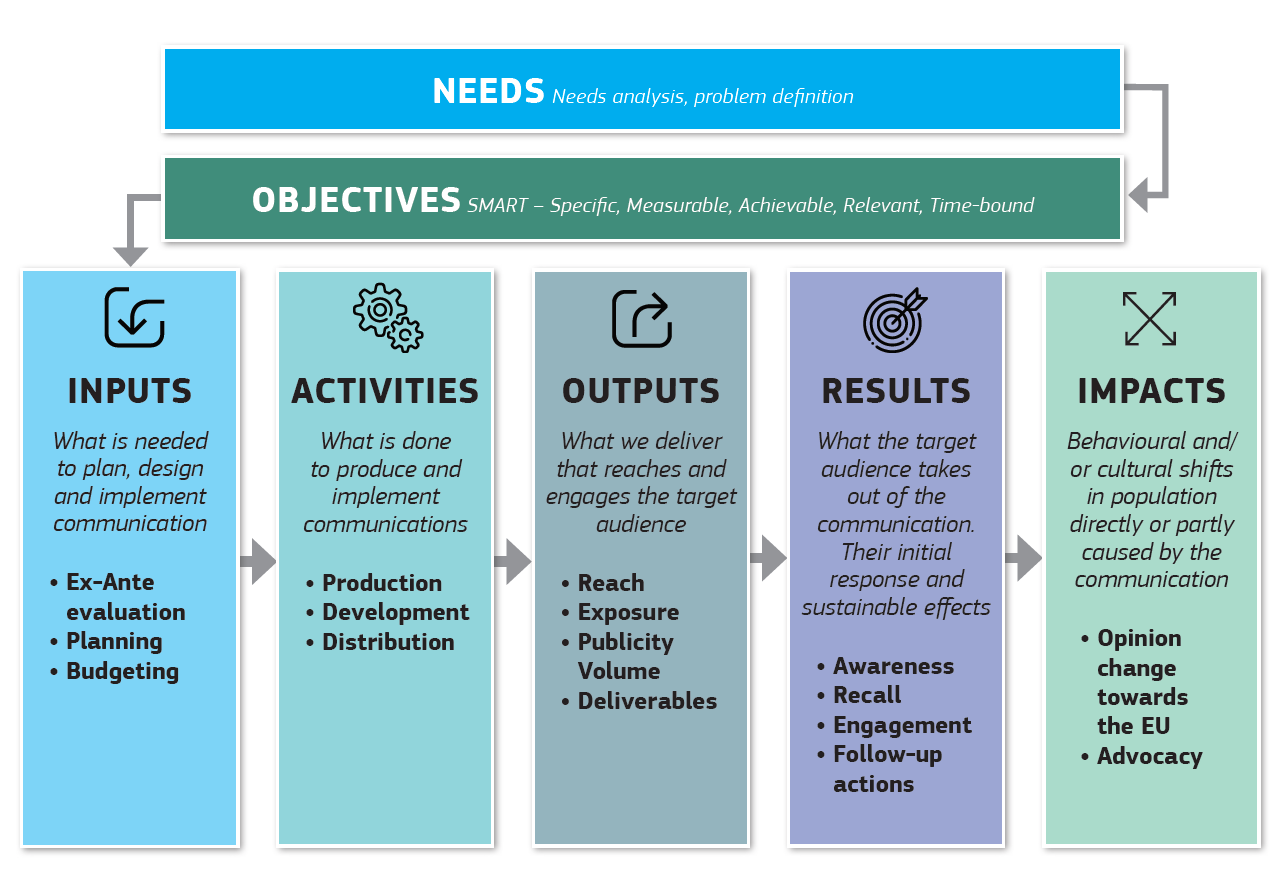 NEEDS Needs analysis, problem definition
OBJECTIVES SMART – Specific, Measurable, Achievable, Relevant, Time-bound
INPUTS
What is needed
to plan, design
and implement
communication
• Ex-Ante
evaluation
• Planning
• Budgeting
ACTIVITIES
What is done
to produce and
implement
communications
• Production
• Development
• Distribution
OUTPUTS
What we deliver
that reaches and
engages the target
audience
• Reach
• Exposure
• Publicity
Volume
• Deliverables
RESULTS
What the target
audience takes
out of the
communication.
Their initial
response and
sustainable effects
• Awareness
• Recall
• Engagement
• Follow-up
actions
IMPACTS
Behavioural and/
or cultural shifts
in population
directly or partly
caused by the
communication
• Opinion
change
towards
the EU
• Advocacy